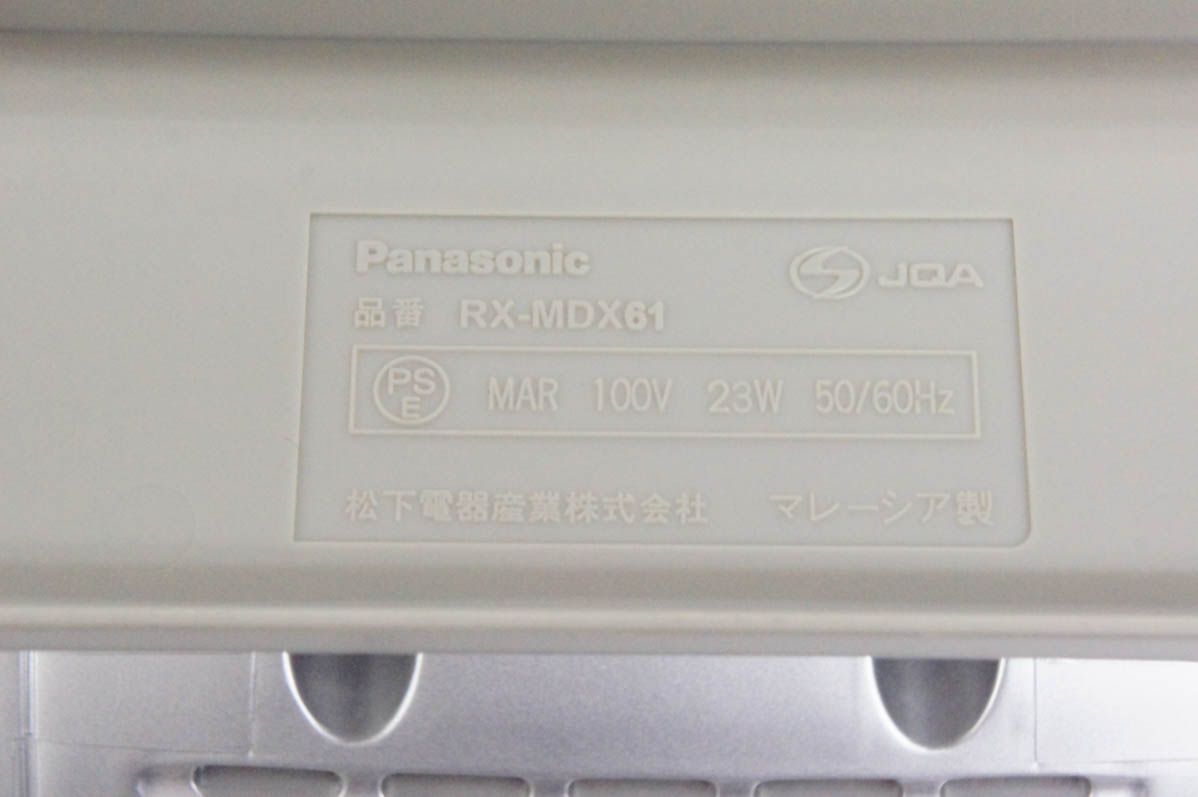 Panasonic JQA
品番 RX-MDX61
PS E MAR 100V 23W 50/60Hz
松下電器産業株式会社 マレーシア製